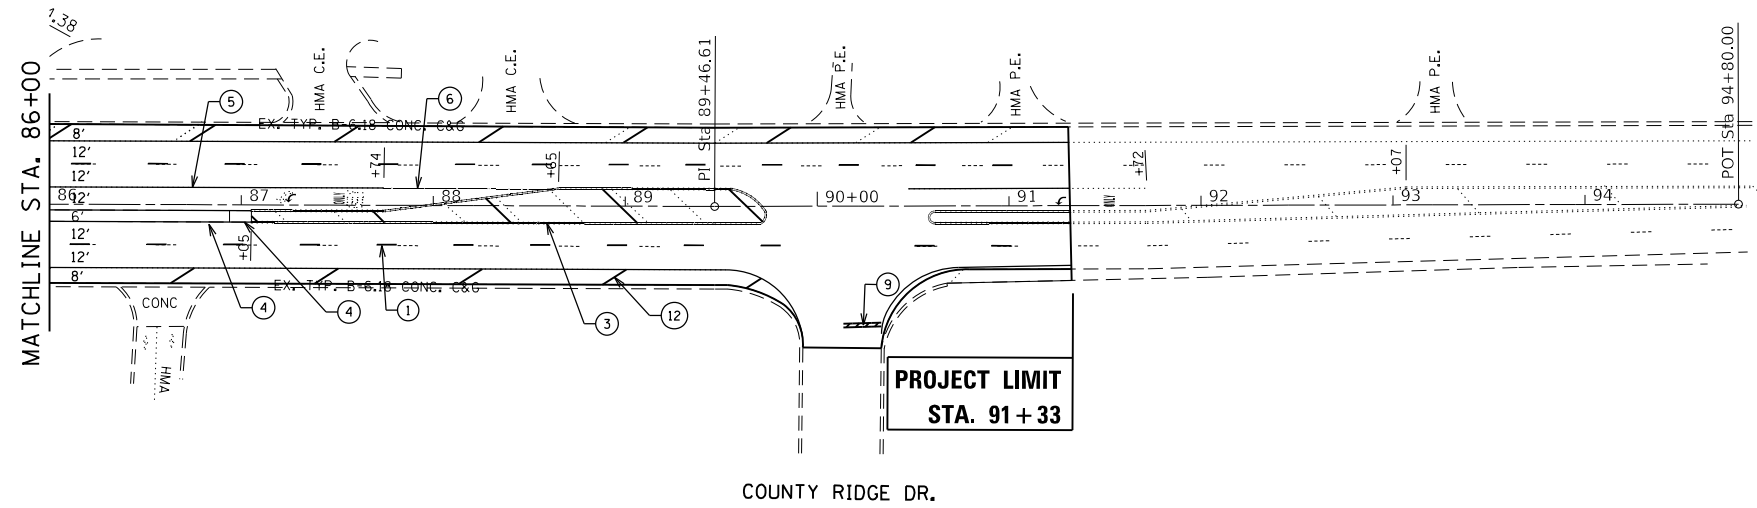 1.38
MATCHLINE STA. 86+00
HMA C.E.
HMA C.E.
PI Sta 89+46.61
HMA P.E.
HMA P.E.
HMA P.E.
POT Sta 94+80.00
5
6
EX. TYP. B-6.18 CONC. C&G
8'
12'
12'
+74
+65
+72
+07
86
87
ONLY
88
89
90+00
91
ONLY
92
93
94
12'
6'
12'
12'
+05
8'
EX. TYP. B-6.18 CONC. C&G
CONC
HMA
4
4
1
3
12
9
PROJECT LIMIT
STA. 91+33
COUNTY RIDGE DR.